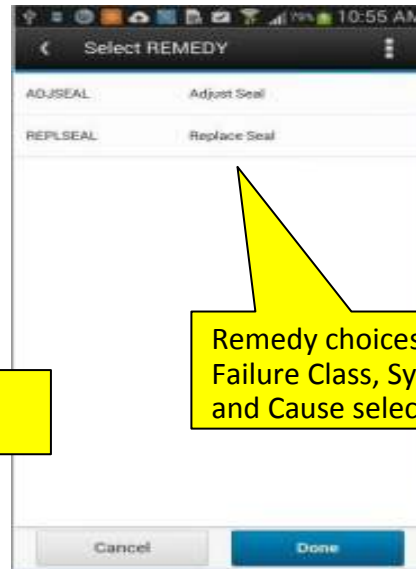 79% 10:55 AM
Select REMEDY
ADJSEAL Adjust Seal
REPLSEAL Replace Seal
Remedy choices
Failure Class, Sy
and Cause selec
Cancel Done